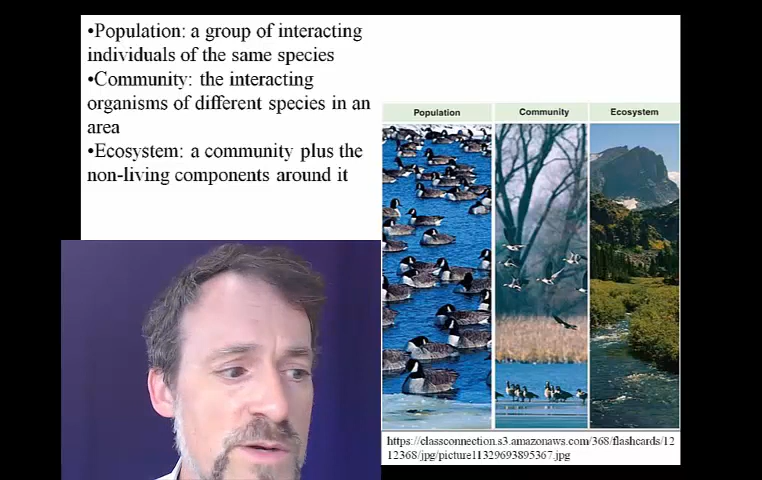 •Population: a group of interacting
individuals of the same species
•Community: the interacting
organisms of different species in an
area
•Ecosystem: a community plus the
non-living components around it
Population Community Ecosystem
https://classconnection.s3.amazonaws.com/368/flashcards/12
12368/jpg/picture11329693895367.jpg